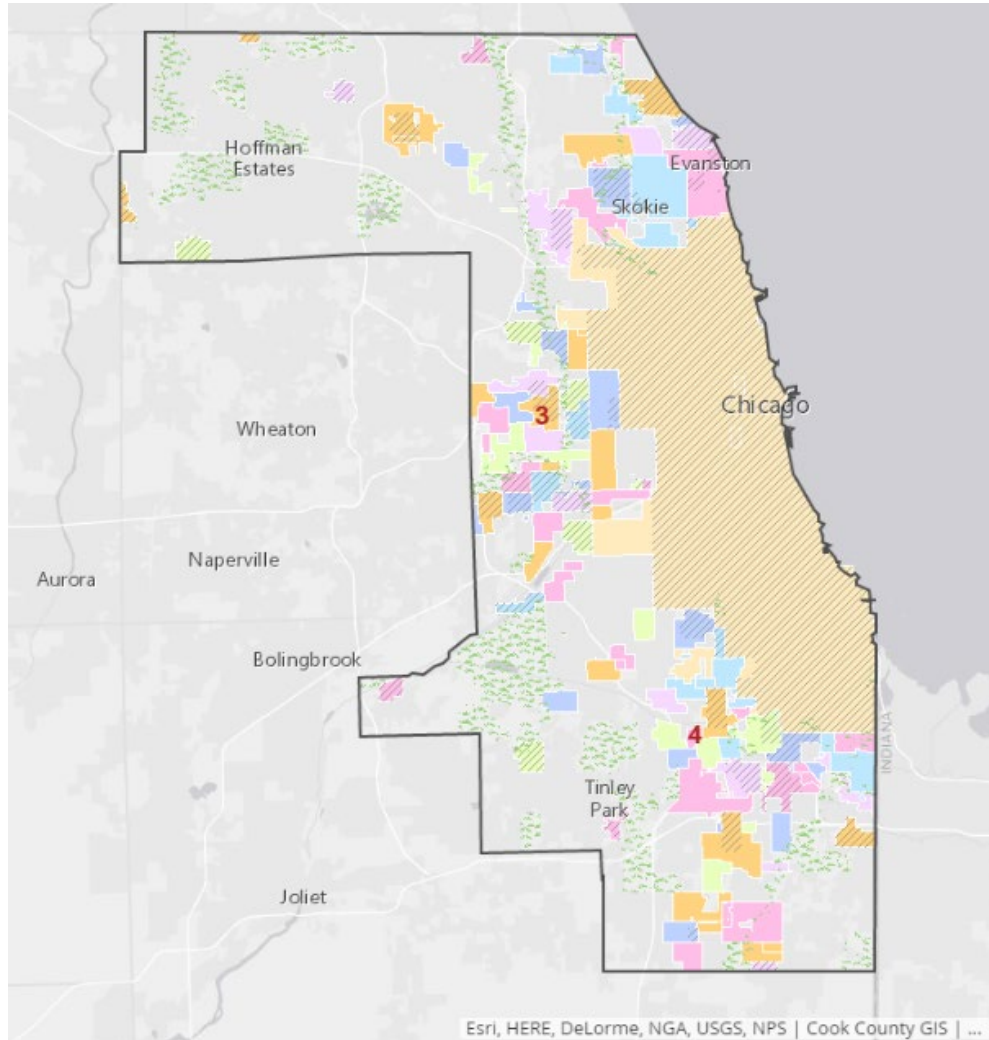 Hoffman
Estates
Evanston
Skokie
3
Chicago
Wheaton
Naperville
Aurora
Bolingbrook
4
INDIANA
Tinley
Park
Joliet
Esri, HERE, DeLorme, NGA, USGS, NPS | Cook County GIS | ...